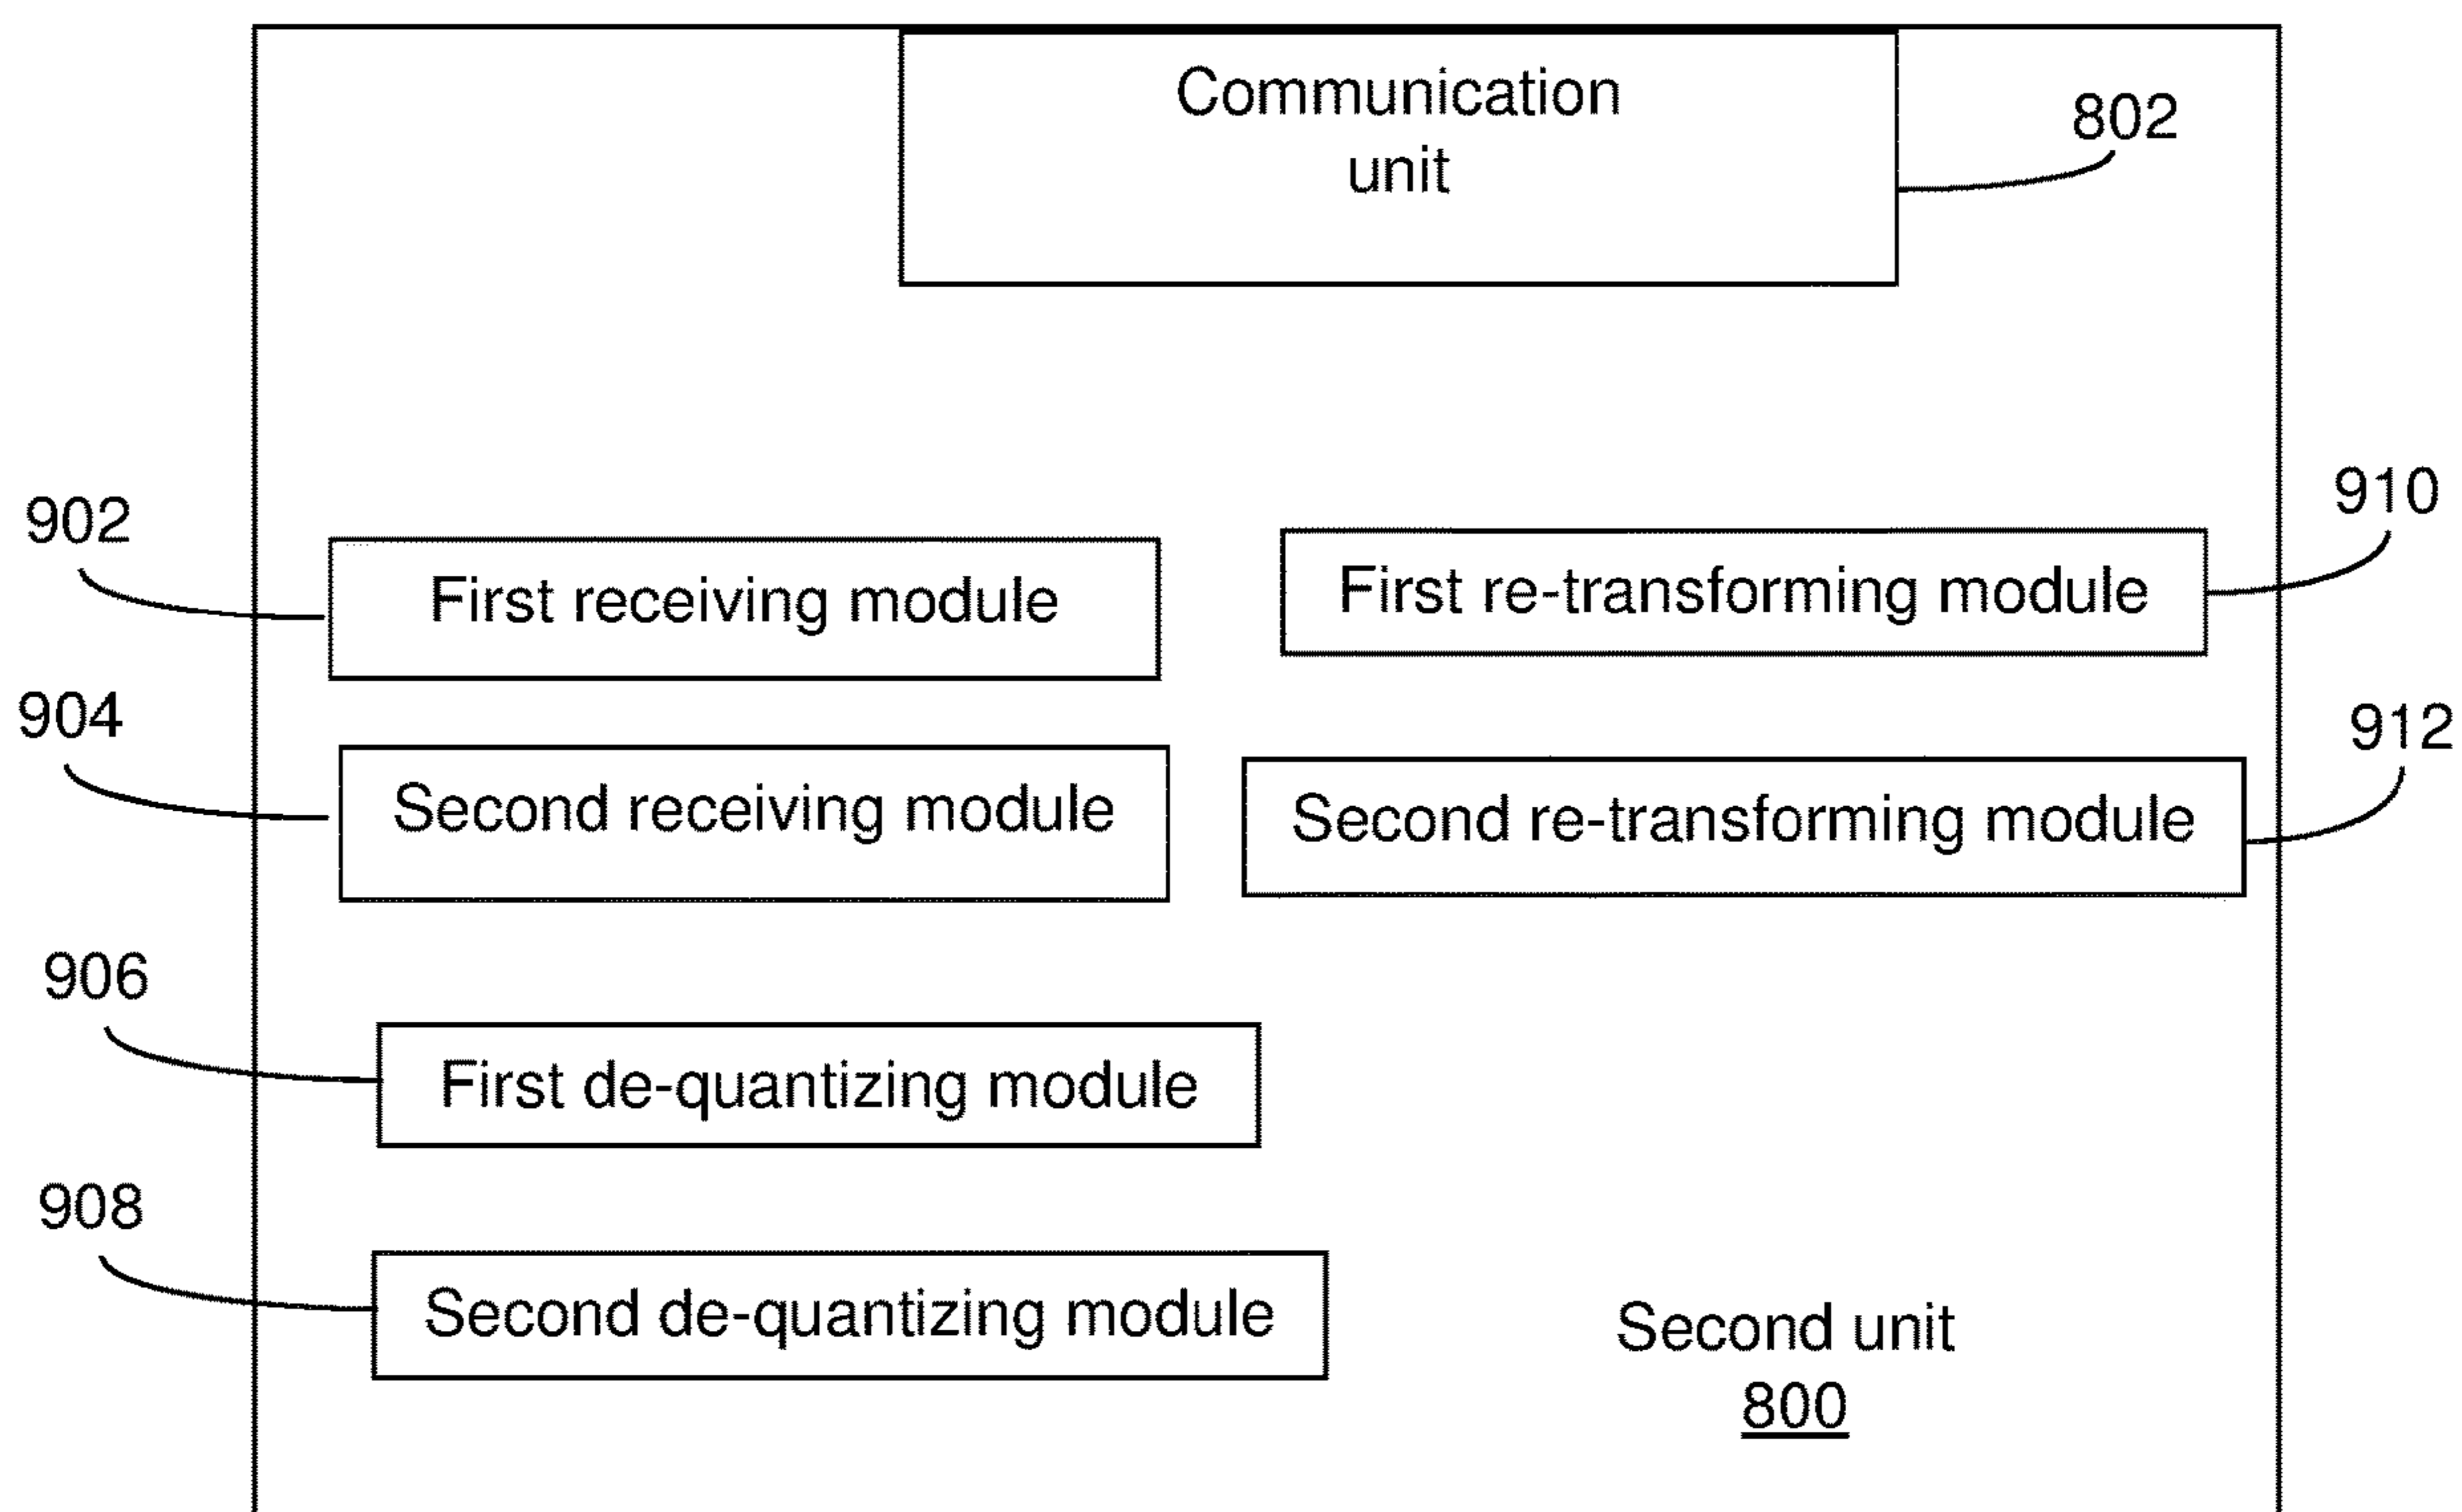 Communication
unit
802
902
First receiving module
910
First re-transforming module
904
Second receiving module
912
Second re-transforming module
906
First de-quantizing module
908
Second de-quantizing module
Second unit
800